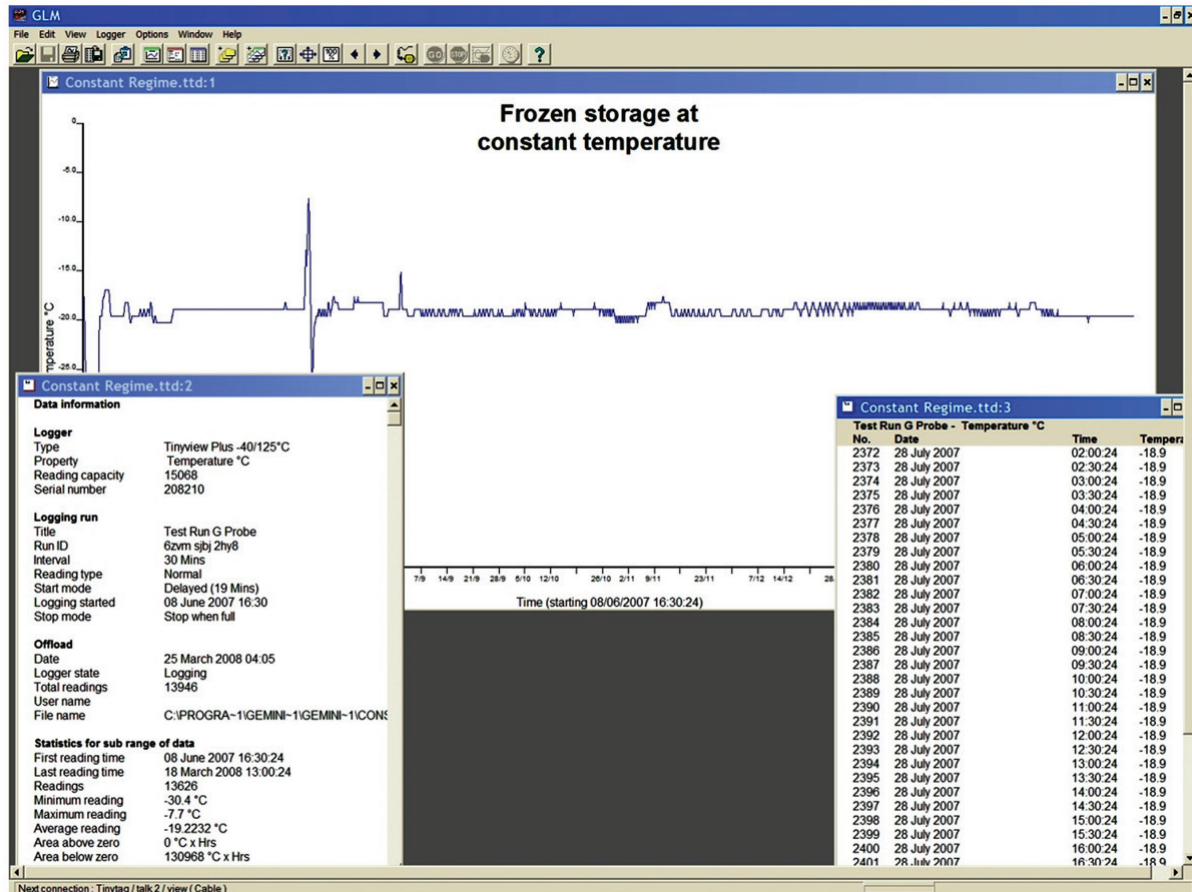 GLM
File Edit View Logger Options Window Help
GO STOP
Constant Regime.ttd:1
Frozen storage at
constant temperature
0
-5.0
-10.0
-15.0
-20.0
-25.0
mperature °C
7/9 14/9 21/9 28/9 6/10 12/10 26/10 2/11 9/11 23/11 7/12 14/12 28
Time (starting 08/06/2007 16:30:24)
Constant Regime.ttd:2
Data information
Logger
Type Tinyview Plus -40/125°C
Property Temperature °C
Reading capacity 15068
Serial number 208210
Logging run
Title Test Run G Probe
Run ID 6zvm sjbj 2hy8
Interval 30 Mins
Reading type Normal
Start mode Delayed (19 Mins)
Logging started 08 June 2007 16:30
Stop mode Stop when full
Offload
Date 25 March 2008 04:05
Logger state Logging
Total readings 13946
User name
File name C:\PROGRA~1\GEMINI~1\GEMINI~1\CONS
Statistics for sub range of data
First reading time 08 June 2007 16:30:24
Last reading time 18 March 2008 13:00:24
Readings 13626
Minimum reading -30.4 °C
Maximum reading -7.7 °C
Average reading -19.2232 °C
Area above zero 0 °C x Hrs
Area below zero 130968 °C x Hrs
Constant Regime.ttd:3
Test Run G Probe - Temperature °C
No. Date Time Tempera
2372 28 July 2007 02:00:24 -18.9
2373 28 July 2007 02:30:24 -18.9
2374 28 July 2007 03:00:24 -18.9
2375 28 July 2007 03:30:24 -18.9
2376 28 July 2007 04:00:24 -18.9
2377 28 July 2007 04:30:24 -18.9
2378 28 July 2007 05:00:24 -18.9
2379 28 July 2007 05:30:24 -18.9
2380 28 July 2007 06:00:24 -18.9
2381 28 July 2007 06:30:24 -18.9
2382 28 July 2007 07:00:24 -18.9
2383 28 July 2007 07:30:24 -18.9
2384 28 July 2007 08:00:24 -18.9
2385 28 July 2007 08:30:24 -18.9
2386 28 July 2007 09:00:24 -18.9
2387 28 July 2007 09:30:24 -18.9
2388 28 July 2007 10:00:24 -18.9
2389 28 July 2007 10:30:24 -18.9
2390 28 July 2007 11:00:24 -18.9
2391 28 July 2007 11:30:24 -18.9
2392 28 July 2007 12:00:24 -18.9
2393 28 July 2007 12:30:24 -18.9
2394 28 July 2007 13:00:24 -18.9
2395 28 July 2007 13:30:24 -18.9
2396 28 July 2007 14:00:24 -18.9
2397 28 July 2007 14:30:24 -18.9
2398 28 July 2007 15:00:24 -18.9
2399 28 July 2007 15:30:24 -18.9
2400 28 July 2007 16:00:24 -18.9
2401 28 July 2007 16:30:24 -18.9
Next connection : Tinytag / talk 2 / view ( Cable )